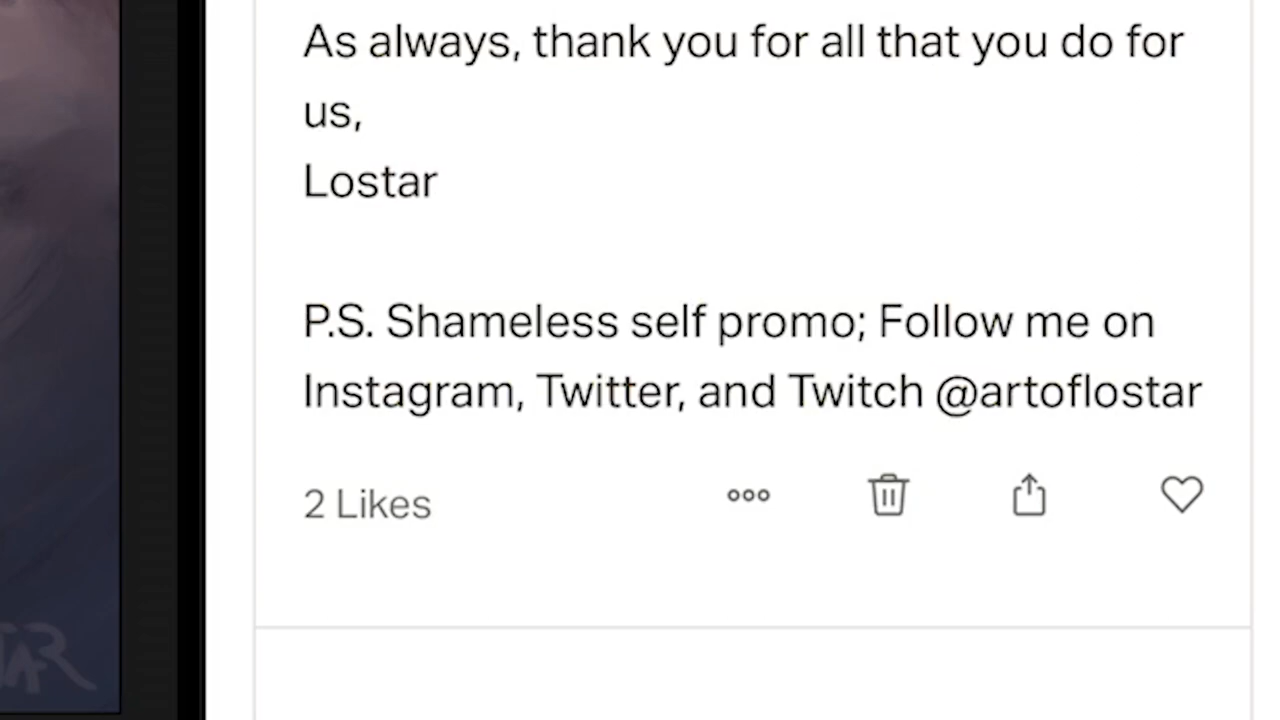 As always, thank you for all that you do for
us,
Lostar
P.S. Shameless self promo; Follow me on
Instagram, Twitter, and Twitch @artoflostar
2 Likes